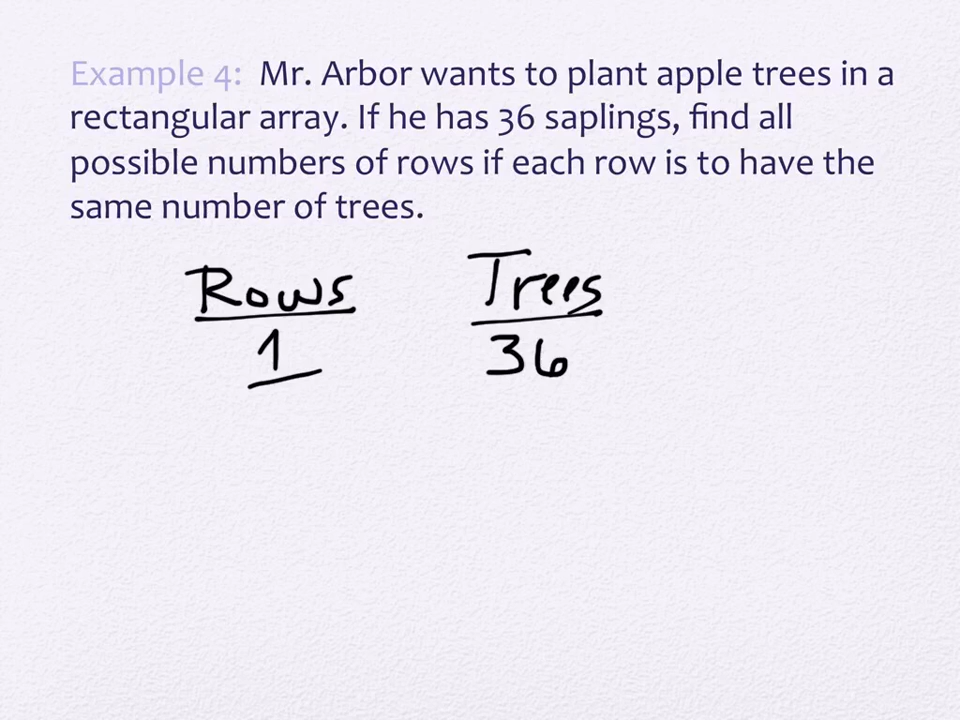 Example 4: Mr. Arbor wants to plant apple trees in a
rectangular array. If he has 36 saplings, find all
possible numbers of rows if each row is to have the
same number of trees.
Rows Trees
1 36